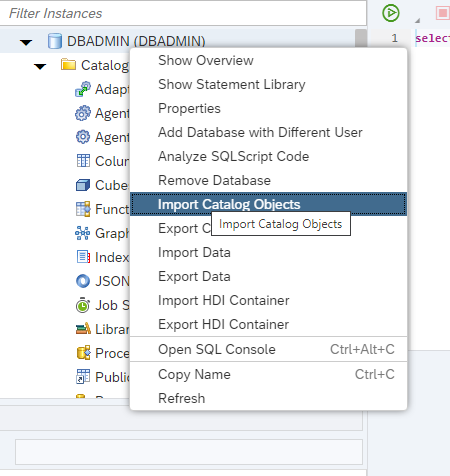 Filter Instances
DBADMIN (DBADMIN)
1 select
Catalog
Show Overview
Adapt
Show Statement Library
Agent
Properties
Agent
Add Database with Different User
Colum
Analyze SQLScript Code
Cubes
Remove Database
Funct
Import Catalog Objects
Graph
Export C
Import Catalog Objects
Index
Import Data
JSON
Export Data
Job S
Import HDI Container
Librar
Export HDI Container
Proce
Open SQL Console Ctrl+Alt+C
Public
Copy Name Ctrl+C
Refresh